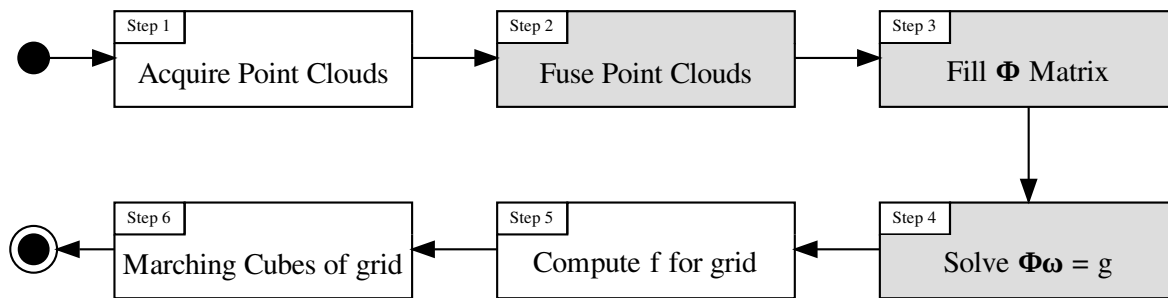 Step 1
Acquire Point Clouds
Step 2
Fuse Point Clouds
Step 3
Fill Φ Matrix
Step 4
Solve Φω = g
Step 5
Compute f for grid
Step 6
Marching Cubes of grid